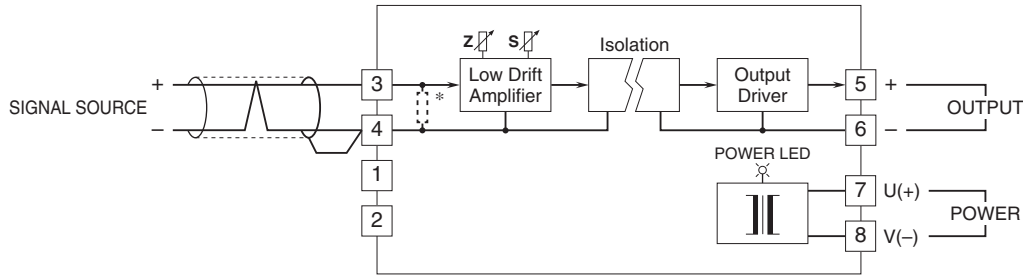 Z S Isolation
+ 3 Low Drift Amplifier Output Driver 5 +
*
SIGNAL SOURCE OUTPUT
– 4 6 –
1 POWER LED 7 U(+)
POWER
2 8 V(–)